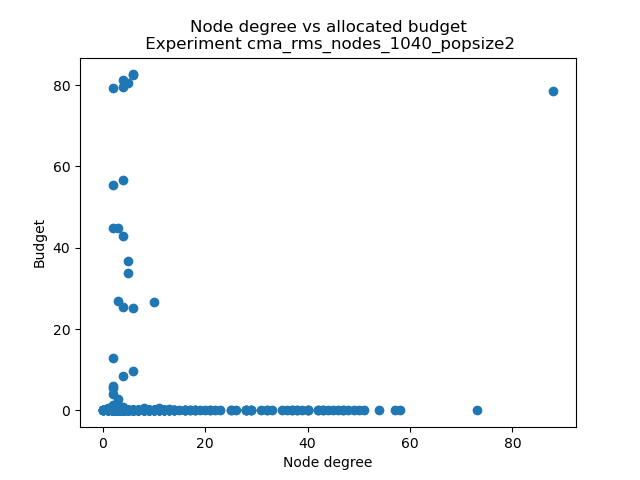 Node degree vs allocated budget
Experiment cma_rms_nodes_1040_popsize2
80
60
40
20
0
Budget
0 20 40 60 80
Node degree